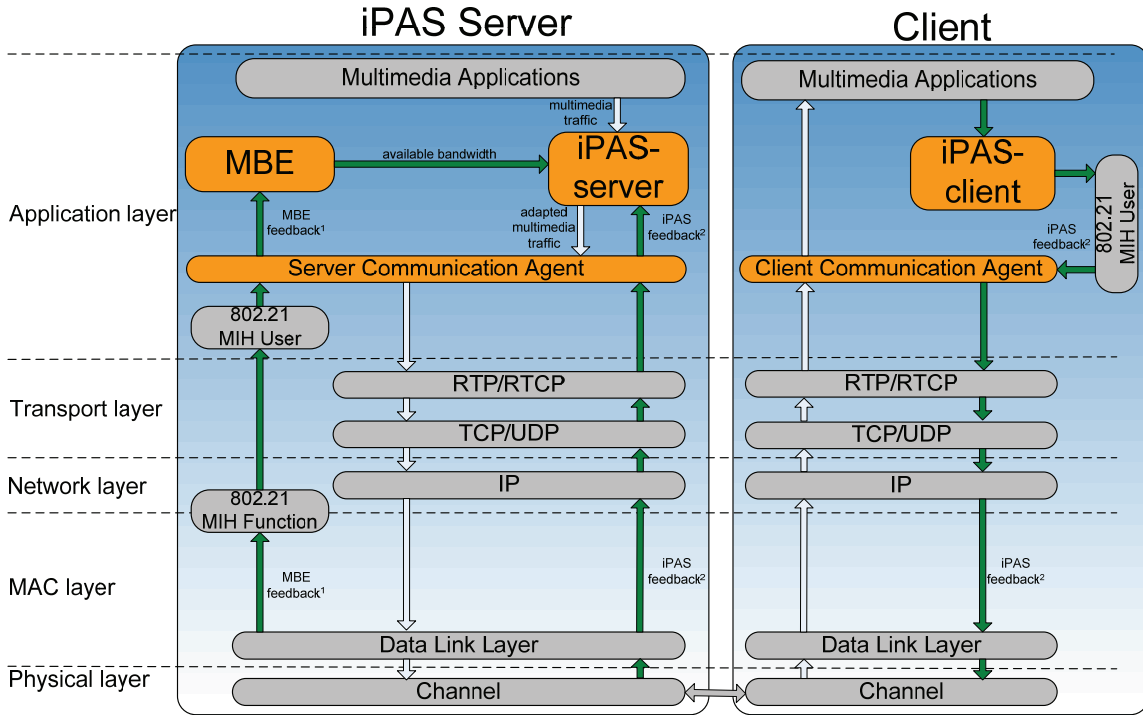 iPAS Server
Client
Multimedia Applications
multimedia
traffic
MBE
available bandwidth
iPAS-
server
MBE
feedback¹
adapted
multimedia
traffic
iPAS
feedback²
Server Communication Agent
802.21
MIH User
RTP/RTCP
TCP/UDP
IP
802.21
MIH Function
MBE
feedback¹
iPAS
feedback²
Data Link Layer
Channel
Multimedia Applications
iPAS-
client
802.21
MIH User
iPAS
feedback²
Client Communication Agent
RTP/RTCP
TCP/UDP
IP
iPAS
feedback²
Data Link Layer
Channel
Application layer
Transport layer
Network layer
MAC layer
Physical layer